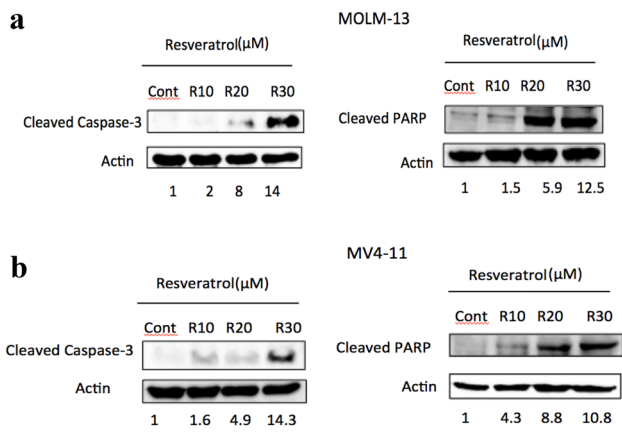 a
MOLM-13
Resveratrol(μM)
Cont R10 R20 R30
Cleaved Caspase-3
Actin
1 2 8 14
Resveratrol(μM)
Cont R10 R20 R30
Cleaved PARP
Actin
1 1.5 5.9 12.5
b
MV4-11
Resveratrol(μM)
Cont R10 R20 R30
Cleaved Caspase-3
Actin
1 1.6 4.9 14.3
Resveratrol(μM)
Cont R10 R20 R30
Cleaved PARP
Actin
1 4.3 8.8 10.8